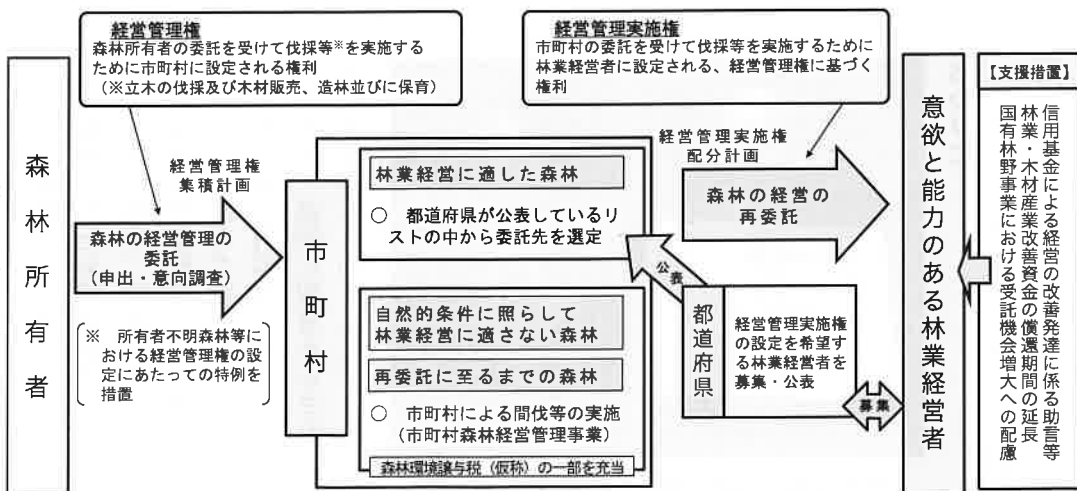 経営管理権
森林所有者の委託を受けて伐採等※を実施する
ために市町村に設定される権利
（※立木の伐採及び木材販売、造林並びに保育）
経営管理実施権
市町村の委託を受けて伐採等を実施するために
林業経営者に設定される、経営管理権に基づく
権利
森林所有者
経営管理権
集積計画
森林の経営管理の
委託
（申出・意向調査）
※　所有者不明森林等に
おける経営管理権の設
定にあたっての特例を
措置
市町村
林業経営に適した森林
○　都道府県が公表しているリ
ストの中から委託先を選定
自然的条件に照らして
林業経営に適さない森林
再委託に至るまでの森林
○　市町村による間伐等の実施
（市町村森林経営管理事業）
森林環境譲与税（仮称）の一部を充当
経営管理実施権
配分計画
森林の経営の
再委託
公表
都道府県
経営管理実施権
の設定を希望す
る林業経営者を
募集・公表
募集
意欲と能力のある林業経営者
【支援措置】
信用基金による経営の改善発達に係る助言等
林業・木材産業改善資金の償還期間の延長
国有林野事業における受託機会増大への配慮